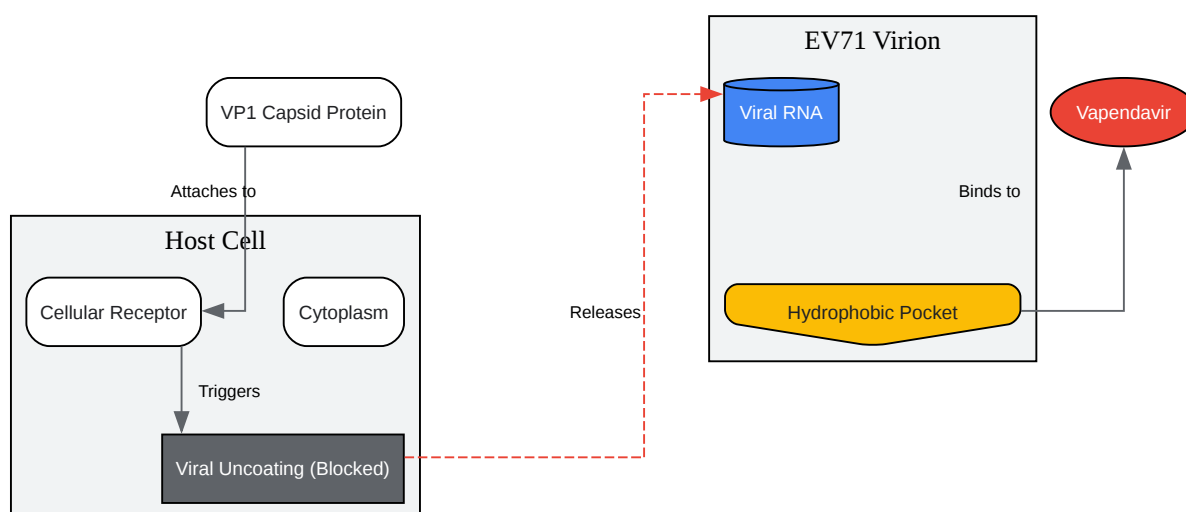 EV71 Virion
VP1 Capsid Protein
Viral RNA
Vapendavir
Attaches to
Binds to
Host Cell
Cellular Receptor
Cytoplasm
Releases
Hydrophobic Pocket
Triggers
Viral Uncoating (Blocked)